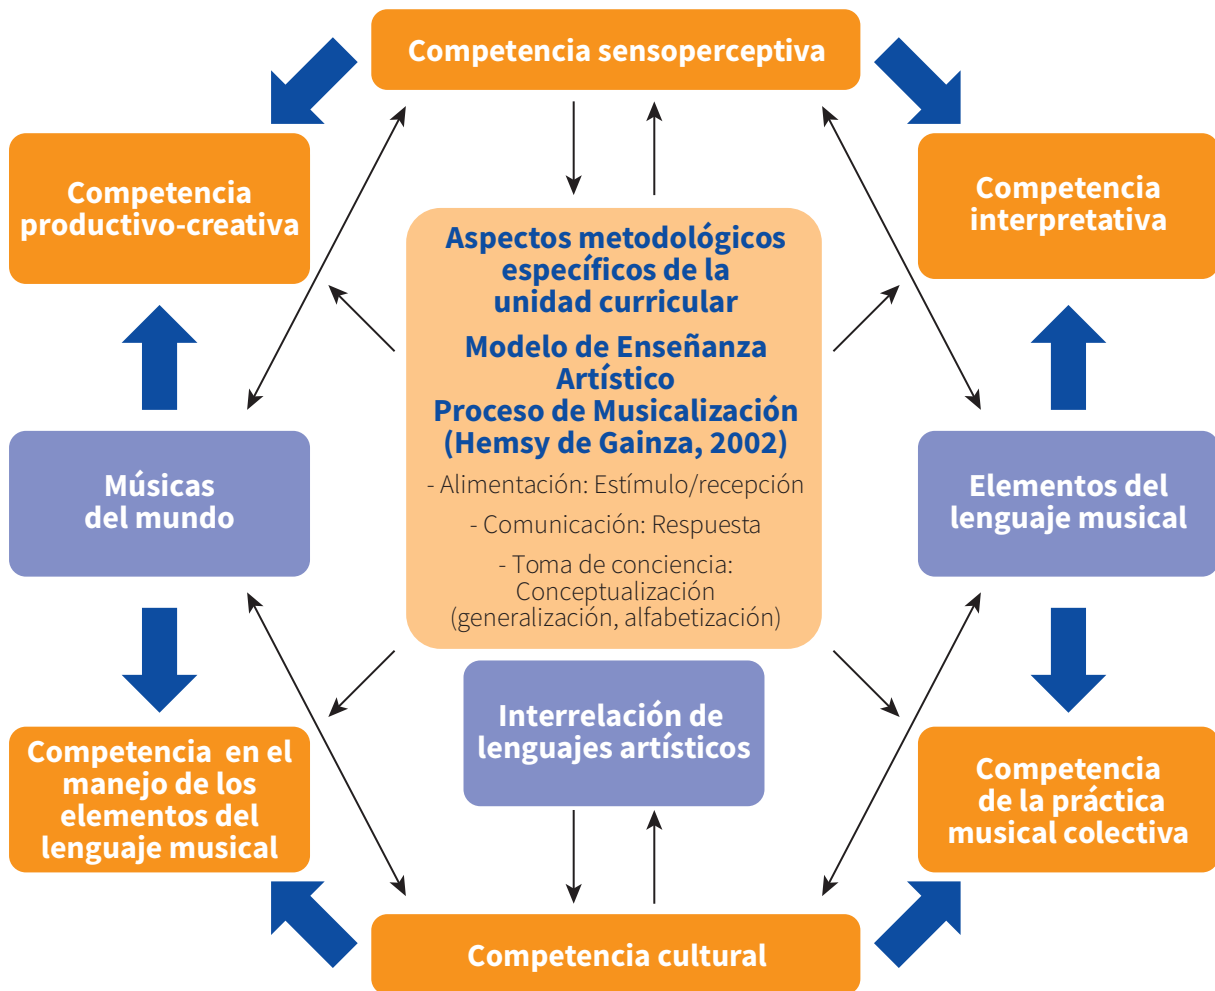 Competencia sensoperceptiva
Competencia
productivo-creativa
Competencia
interpretativa
Aspectos metodológicos
específicos de la
unidad curricular
Modelo de Enseñanza
Artístico
Proceso de Musicalización
(Hemsy de Gainza, 2002)
- Alimentación: Estímulo/recepción
- Comunicación: Respuesta
- Toma de conciencia:
Conceptualización
(generalización, alfabetización)
Músicas
del mundo
Elementos del
lenguaje musical
Interrelación de
lenguajes artísticos
Competencia en el
manejo de los
elementos del
lenguaje musical
Competencia
de la práctica
musical colectiva
Competencia cultural